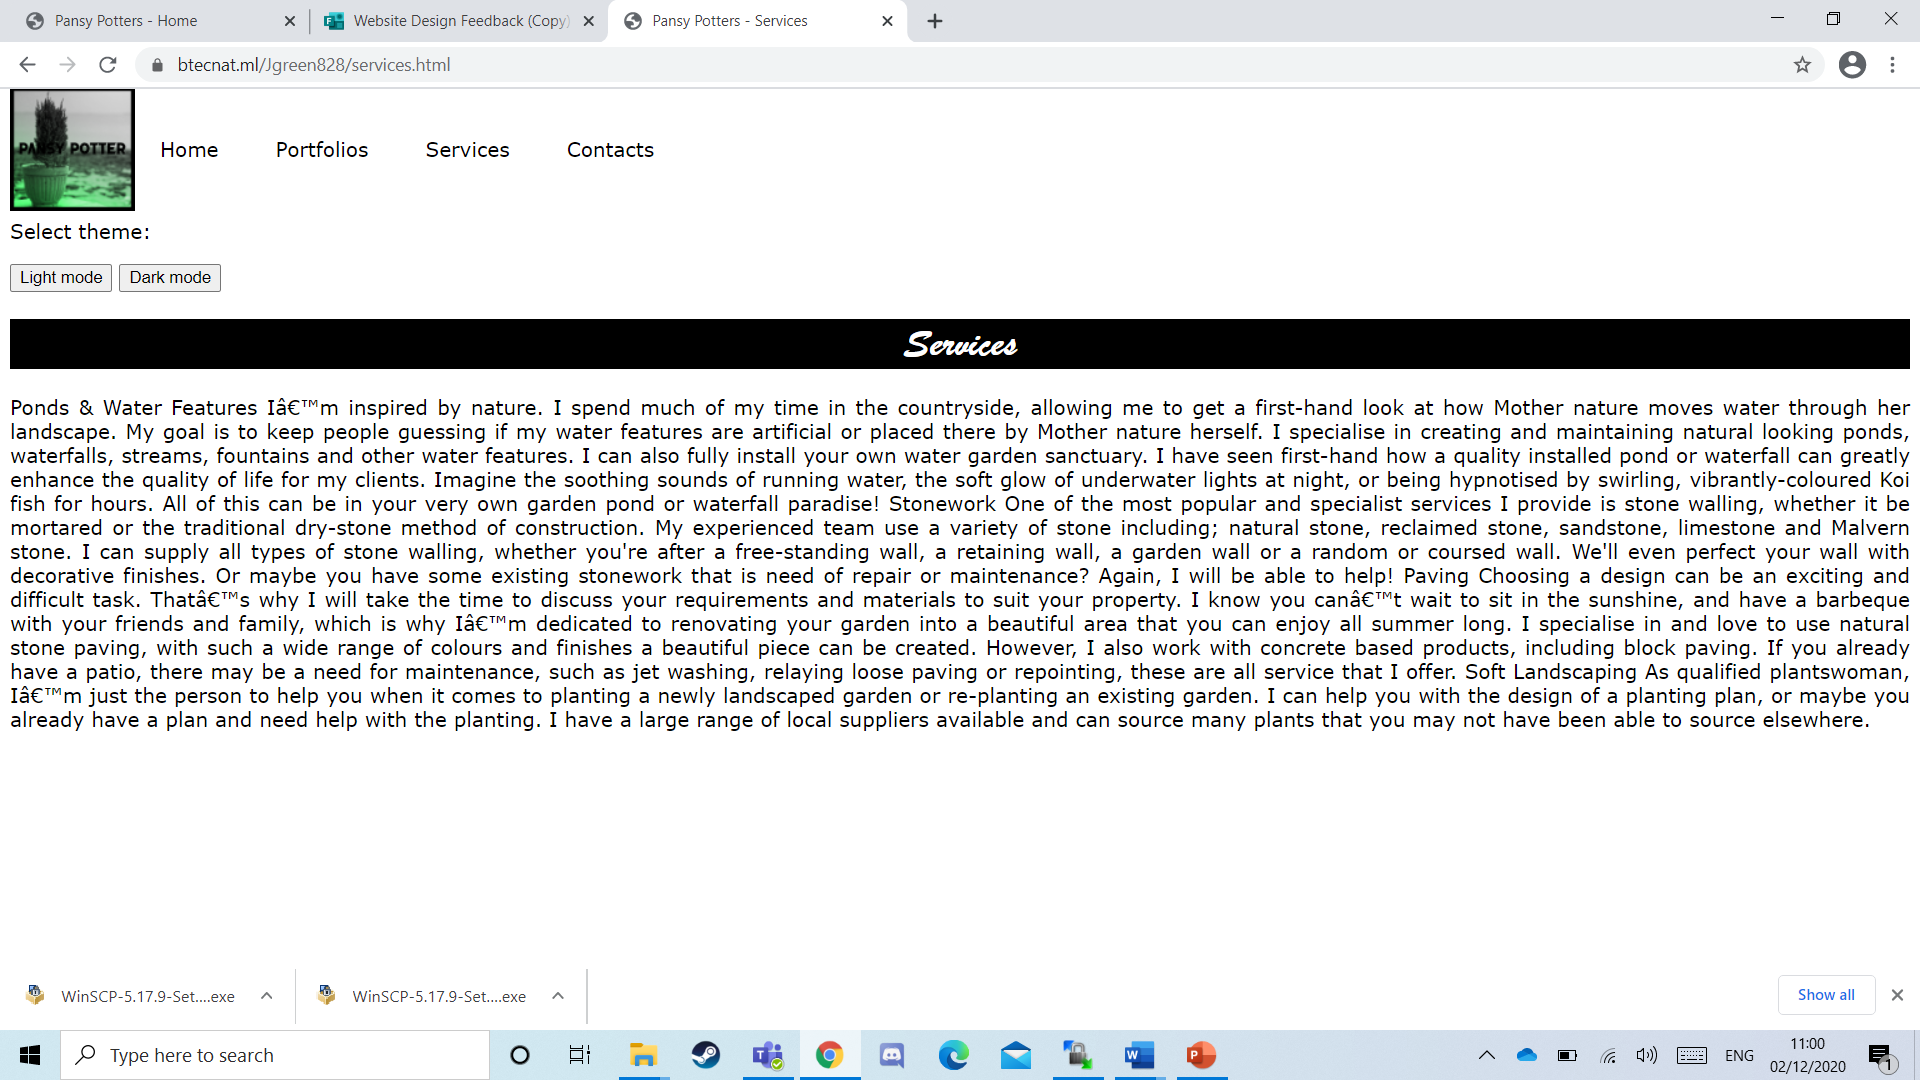 Pansy Potters - Home
Website Design Feedback (Copy)
Pansy Potters - Services
btecnat.ml/Jgreen828/services.html
PANSY POTTER
Home Portfolios Services Contacts
Select theme:
Light mode Dark mode
Services
Ponds & Water Features Iâ€™m inspired by nature. I spend much of my time in the countryside, allowing me to get a first-hand look at how Mother nature moves water through her
landscape. My goal is to keep people guessing if my water features are artificial or placed there by Mother nature herself. I specialise in creating and maintaining natural looking ponds,
waterfalls, streams, fountains and other water features. I can also fully install your own water garden sanctuary. I have seen first-hand how a quality installed pond or waterfall can greatly
enhance the quality of life for my clients. Imagine the soothing sounds of running water, the soft glow of underwater lights at night, or being hypnotised by swirling, vibrantly-coloured Koi
fish for hours. All of this can be in your very own garden pond or waterfall paradise! Stonework One of the most popular and specialist services I provide is stone walling, whether it be
mortared or the traditional dry-stone method of construction. My experienced team use a variety of stone including; natural stone, reclaimed stone, sandstone, limestone and Malvern
stone. I can supply all types of stone walling, whether you're after a free-standing wall, a retaining wall, a garden wall or a random or coursed wall. We'll even perfect your wall with
decorative finishes. Or maybe you have some existing stonework that is need of repair or maintenance? Again, I will be able to help! Paving Choosing a design can be an exciting and
difficult task. Thatâ€™s why I will take the time to discuss your requirements and materials to suit your property. I know you canâ€™t wait to sit in the sunshine, and have a barbeque
with your friends and family, which is why Iâ€™m dedicated to renovating your garden into a beautiful area that you can enjoy all summer long. I specialise in and love to use natural
stone paving, with such a wide range of colours and finishes a beautiful piece can be created. However, I also work with concrete based products, including block paving. If you already
have a patio, there may be a need for maintenance, such as jet washing, relaying loose paving or repointing, these are all service that I offer. Soft Landscaping As qualified plantswoman,
Iâ€™m just the person to help you when it comes to planting a newly landscaped garden or re-planting an existing garden. I can help you with the design of a planting plan, or maybe you
already have a plan and need help with the planting. I have a large range of local suppliers available and can source many plants that you may not have been able to source elsewhere.
WinSCP-5.17.9-Set....exe
WinSCP-5.17.9-Set....exe
Show all
Type here to search
ENG
11:00
02/12/2020
1